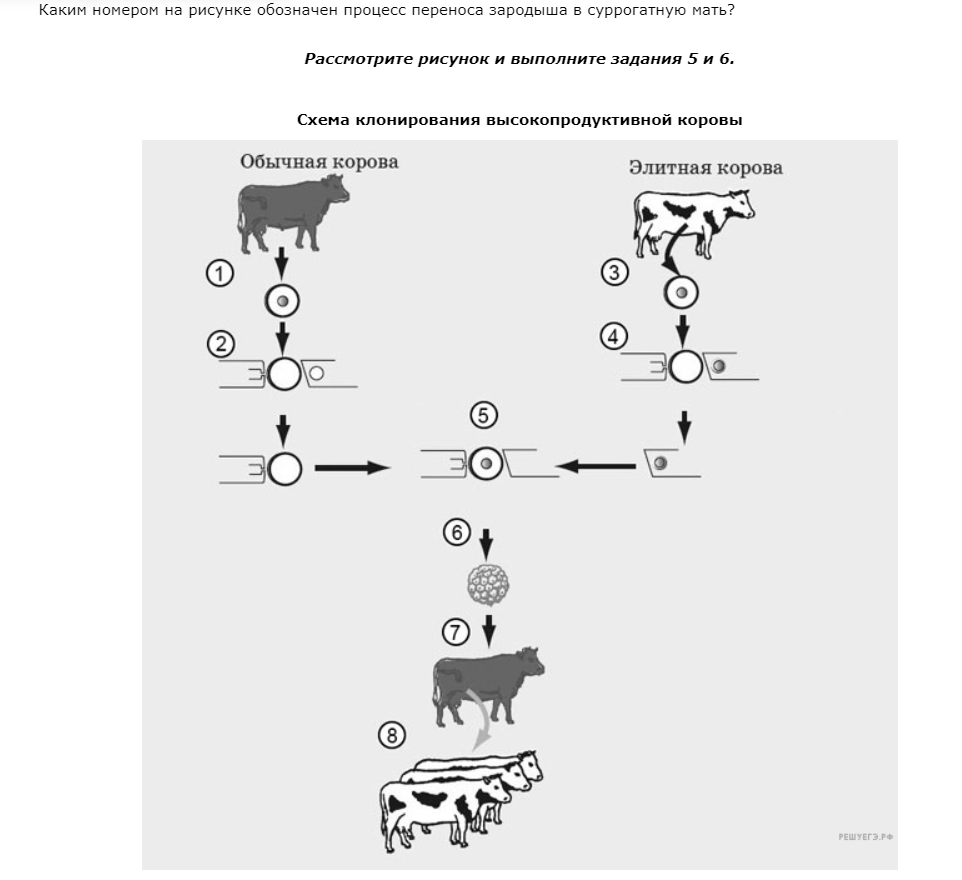 Каким номером на рисунке обозначен процесс переноса зародыша в суррогатную мать?
Рассмотрите рисунок и выполните задания 5 и 6.
Схема клонирования высокопродуктивной коровы
Обычная корова
Элитная корова
1
3
2
4
5
6
7
8
РЕШУЕГЭ.РФ